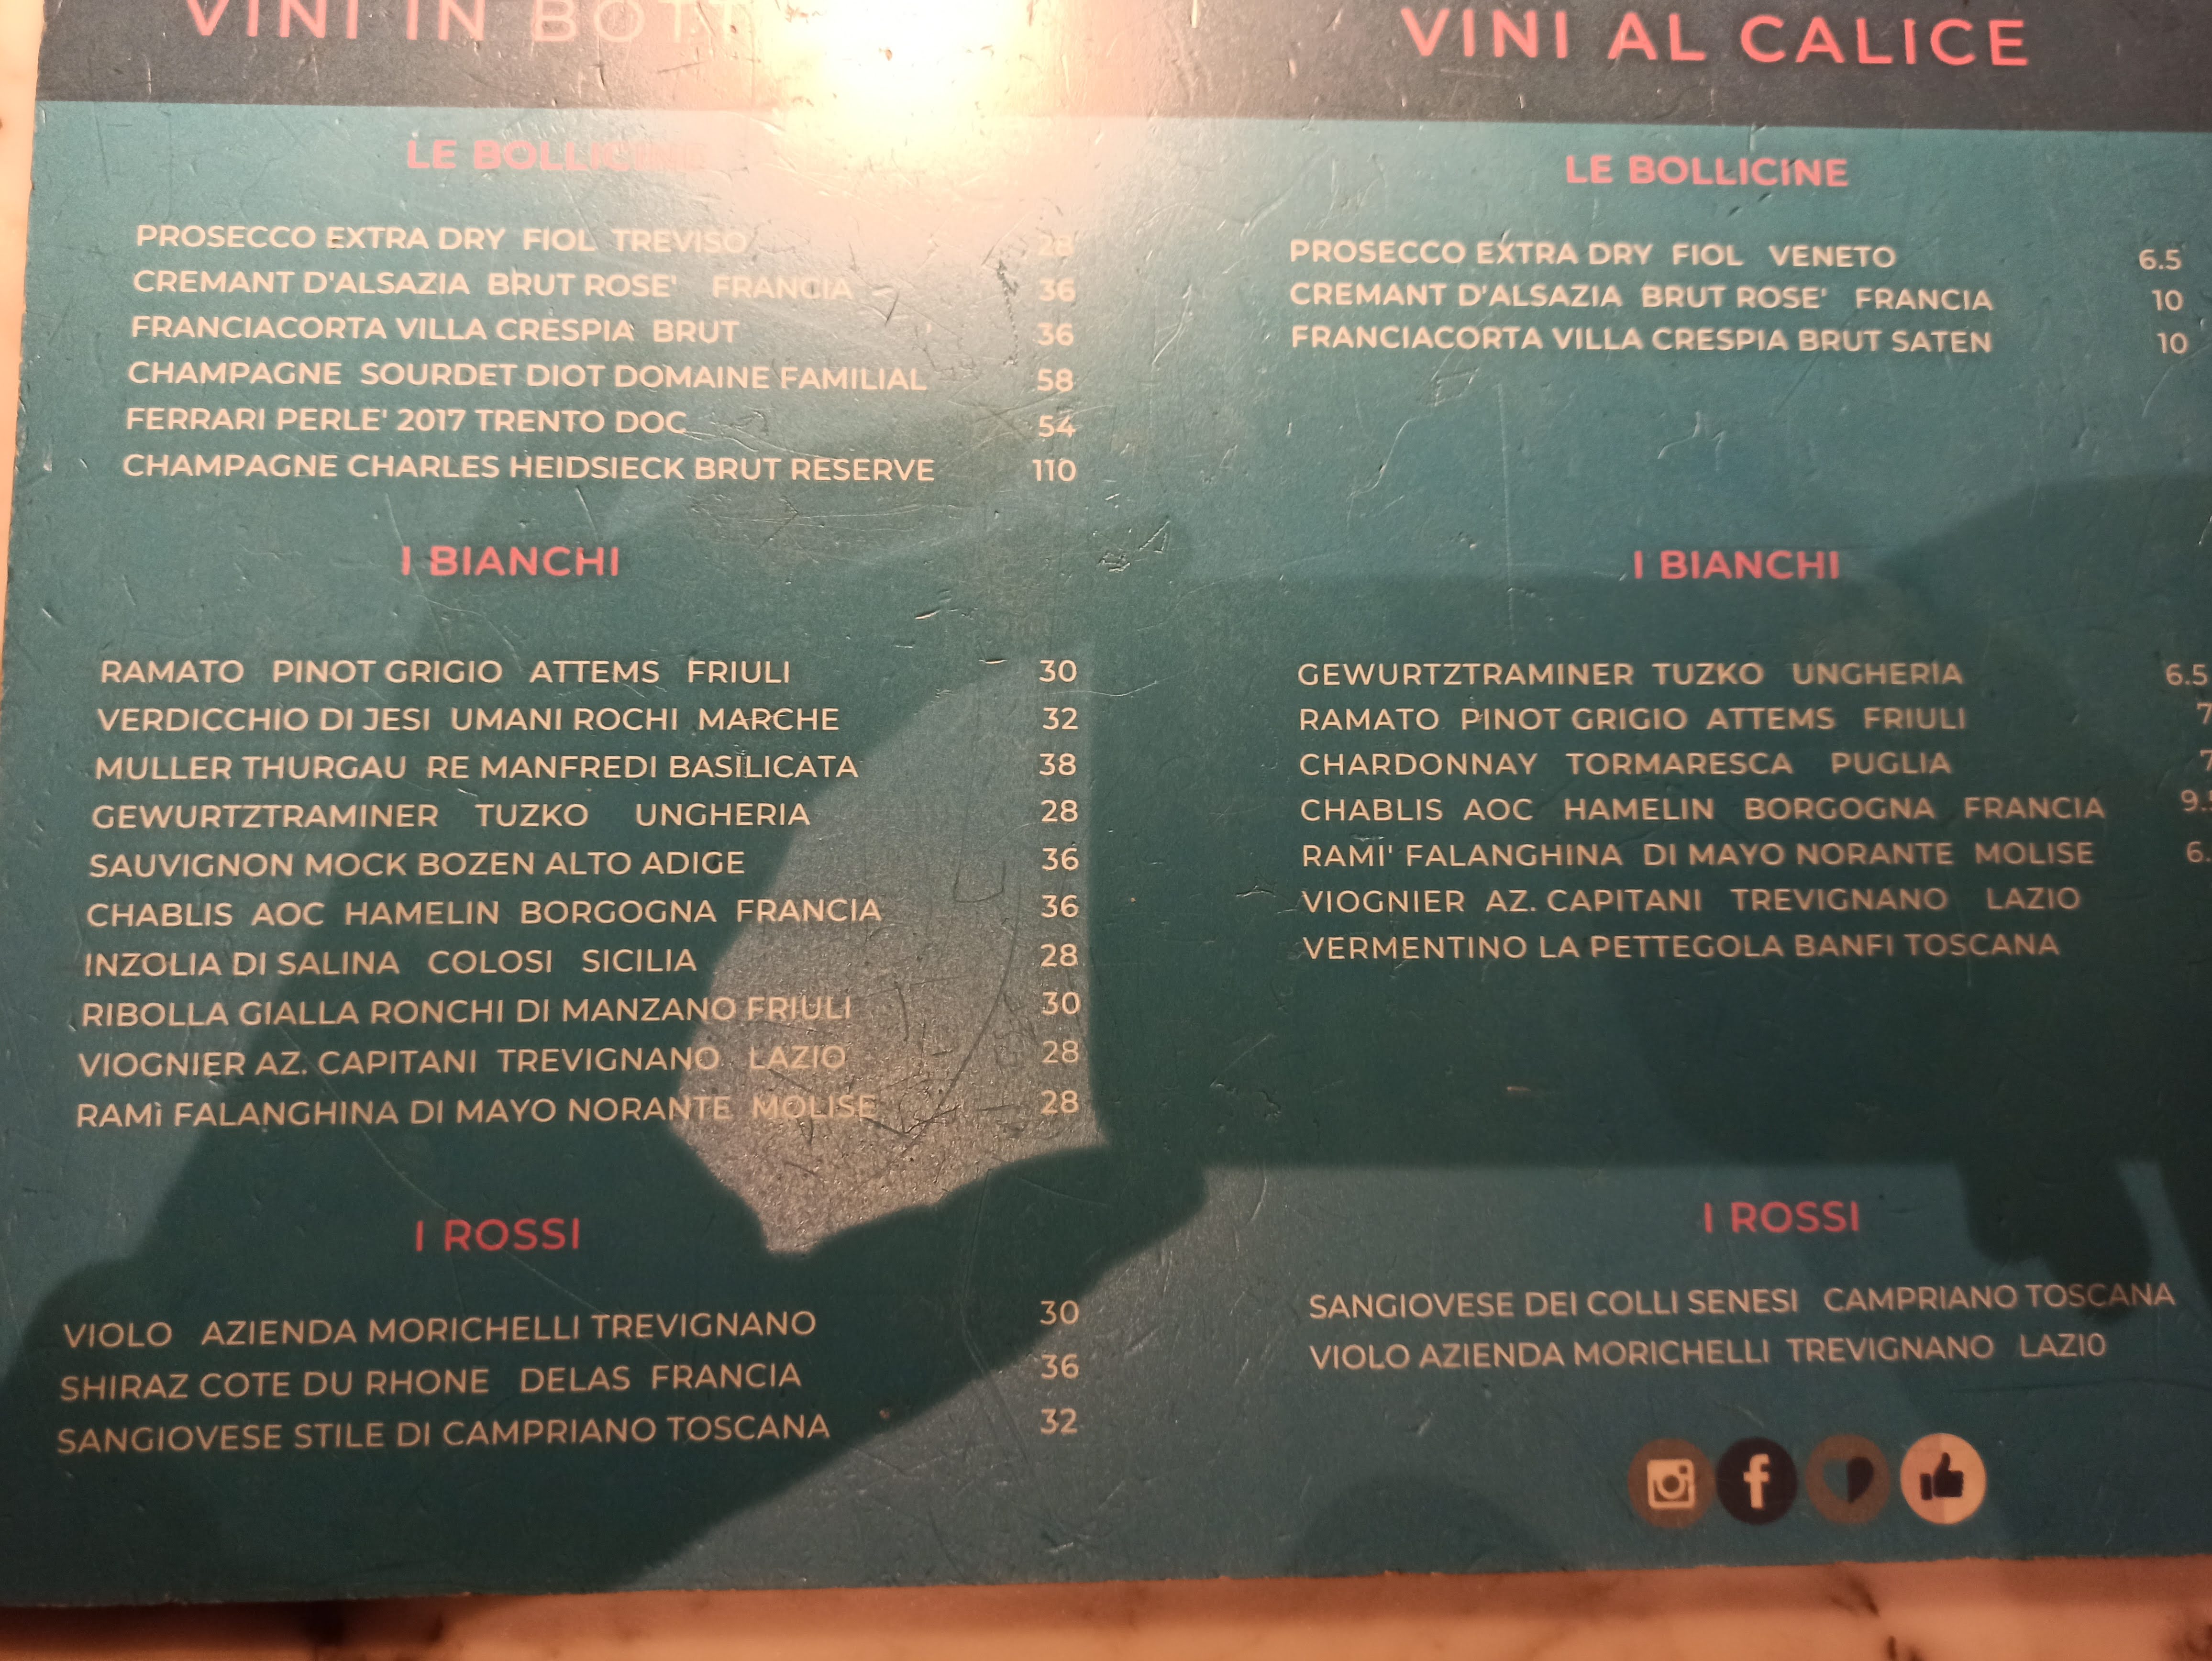 VINI IN BOTT
LE BOLLICINE
PROSECCO EXTRA DRY FIOL TREVISO 28
CREMANT D'ALSAZIA BRUT ROSE' FRANCIA 36
FRANCIACORTA VILLA CRESPIA BRUT 36
CHAMPAGNE SOURDET DIOT DOMAINE FAMILIAL 58
FERRARI PERLE' 2017 TRENTO DOC 54
CHAMPAGNE CHARLES HEIDSIECK BRUT RESERVE 110
I BIANCHI
RAMATO PINOT GRIGIO ATTEMS FRIULI 30
VERDICCHIO DI JESI UMANI ROCHI MARCHE 32
MULLER THURGAU RE MANFREDI BASILICATA 38
GEWURTZTRAMINER TUZKO UNGHERIA 28
SAUVIGNON MOCK BOZEN ALTO ADIGE 36
CHABLIS AOC HAMELIN BORGOGNA FRANCIA 36
INZOLIA DI SALINA COLOSI SICILIA 28
RIBOLLA GIALLA RONCHI DI MANZANO FRIULI 30
VIOGNIER AZ. CAPITANI TREVIGNANO LAZIO 28
RAMì FALANGHINA DI MAYO NORANTE MOLISE 28
I ROSSI
VIOLO AZIENDA MORICHELLI TREVIGNANO 30
SHIRAZ COTE DU RHONE DELAS FRANCIA 36
SANGIOVESE STILE DI CAMPRIANO TOSCANA 32
VINI AL CALICE
LE BOLLICINE
PROSECCO EXTRA DRY FIOL VENETO 6.5
CREMANT D'ALSAZIA BRUT ROSE' FRANCIA 10
FRANCIACORTA VILLA CRESPIA BRUT SATEN 10
I BIANCHI
GEWURTZTRAMINER TUZKO UNGHERIA 6.5
RAMATO PINOT GRIGIO ATTEMS FRIULI 7
CHARDONNAY TORMARESCA PUGLIA 7
CHABLIS AOC HAMELIN BORGOGNA FRANCIA
RAMI' FALANGHINA DI MAYO NORANTE MOLISE 6.
VIOGNIER AZ. CAPITANI TREVIGNANO LAZIO
VERMENTINO LA PETTEGOLA BANFI TOSCANA
I ROSSI
SANGIOVESE DEI COLLI SENESI CAMPRIANO TOSCANA
VIOLO AZIENDA MORICHELLI TREVIGNANO LAZIO